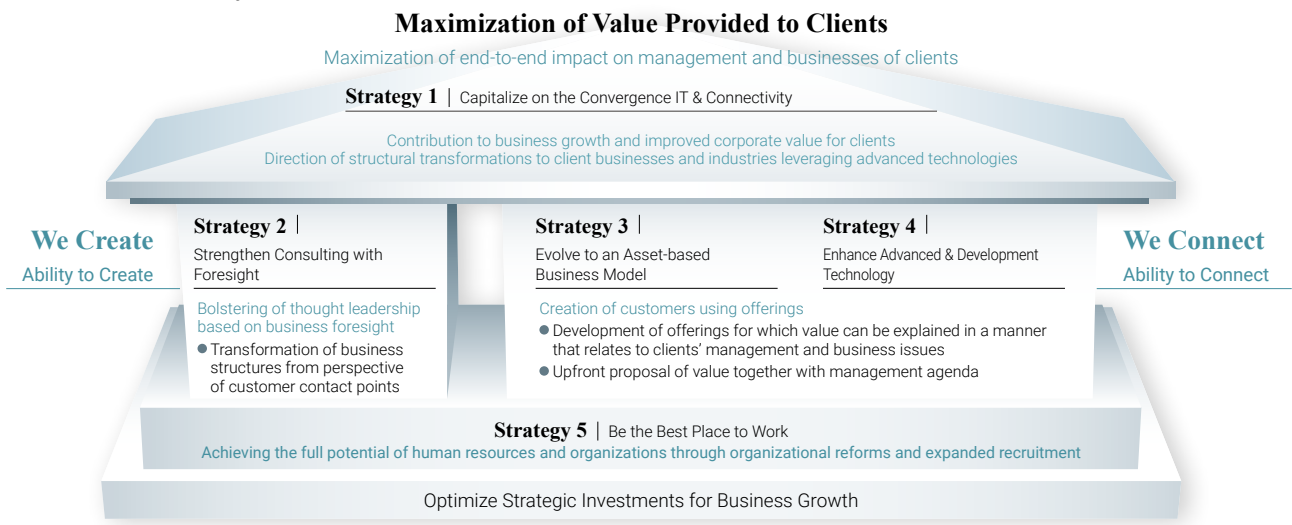 Maximization of Value Provided to Clients
Maximization of end-to-end impact on management and businesses of clients
Strategy 1 | Capitalize on the Convergence IT & Connectivity
Contribution to business growth and improved corporate value for clients
Direction of structural transformations to client businesses and industries leveraging advanced technologies
We Create
Ability to Create
Strategy 2 |
Strengthen Consulting with
Foresight
Bolstering of thought leadership
based on business foresight
● Transformation of business
structures from perspective
of customer contact points
Strategy 3 |
Evolve to an Asset-based
Business Model
Strategy 4 |
Enhance Advanced & Development
Technology
Creation of customers using offerings
● Development of offerings for which value can be explained in a manner
that relates to clients’ management and business issues
● Upfront proposal of value together with management agenda
We Connect
Ability to Connect
Strategy 5 | Be the Best Place to Work
Achieving the full potential of human resources and organizations through organizational reforms and expanded recruitment
Optimize Strategic Investments for Business Growth